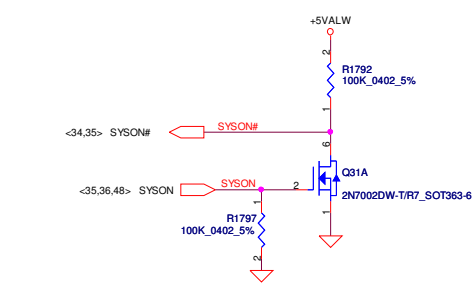 +5VALW
2
R1792
100K_0402_5%
1
<34,35> SYSON#
SYSON#
6
Q31A
<35,36,48> SYSON
SYSON
2
2N7002DW-T/R7_SOT363-6
1
1
R1797
100K_0402_5%
2